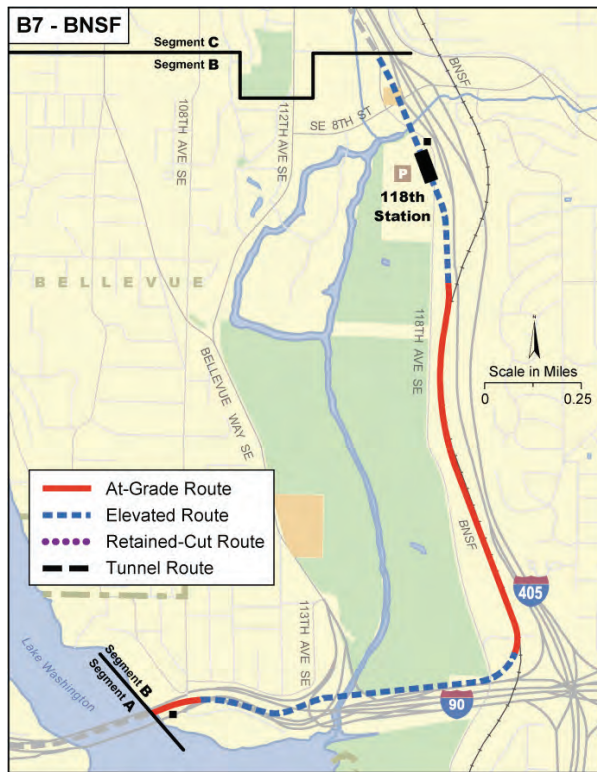 B7 - BNSF
Segment C
Segment B
BNSF
108TH AVE SE
112TH AVE SE
SE 8TH ST
P
118th
Station
BELLEVUE
118TH AVE SE
N
Scale in Miles
0 0.25
BELLEVUE WAY SE
At-Grade Route
Elevated Route
Retained-Cut Route
Tunnel Route
BNSF
405
113TH AVE SE
Lake Washington
Segment B
Segment A
90